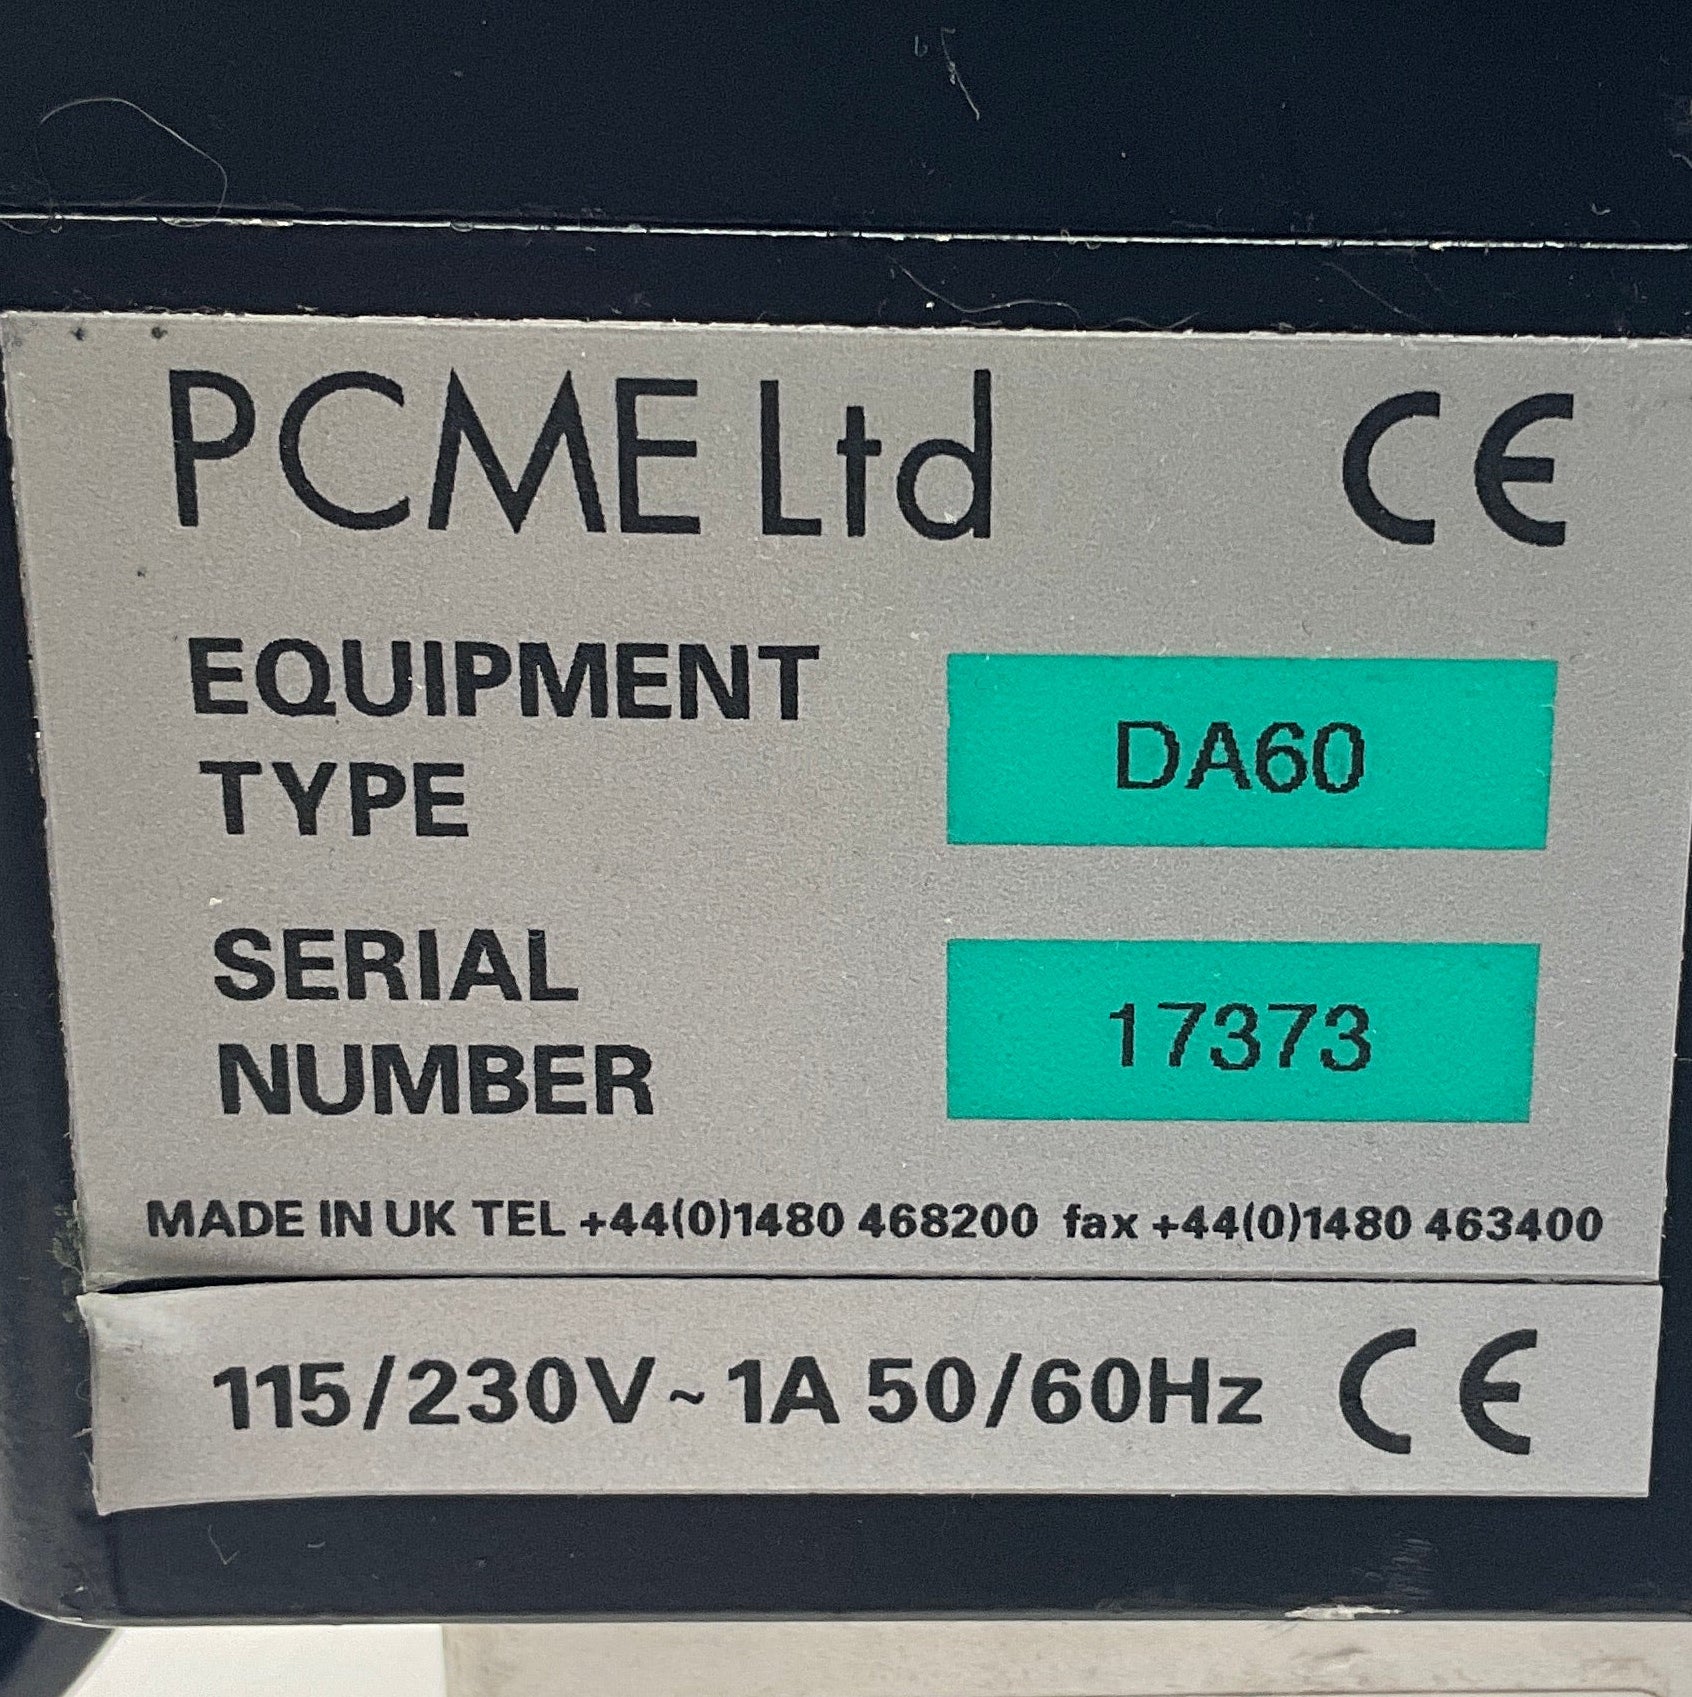 PCME Ltd CE
EQUIPMENT
TYPE
DA60
SERIAL
NUMBER
17373
MADE IN UK TEL +44(0)1480 468200 fax +44(0)1480 463400
115/230V ~ 1A 50/60Hz CE